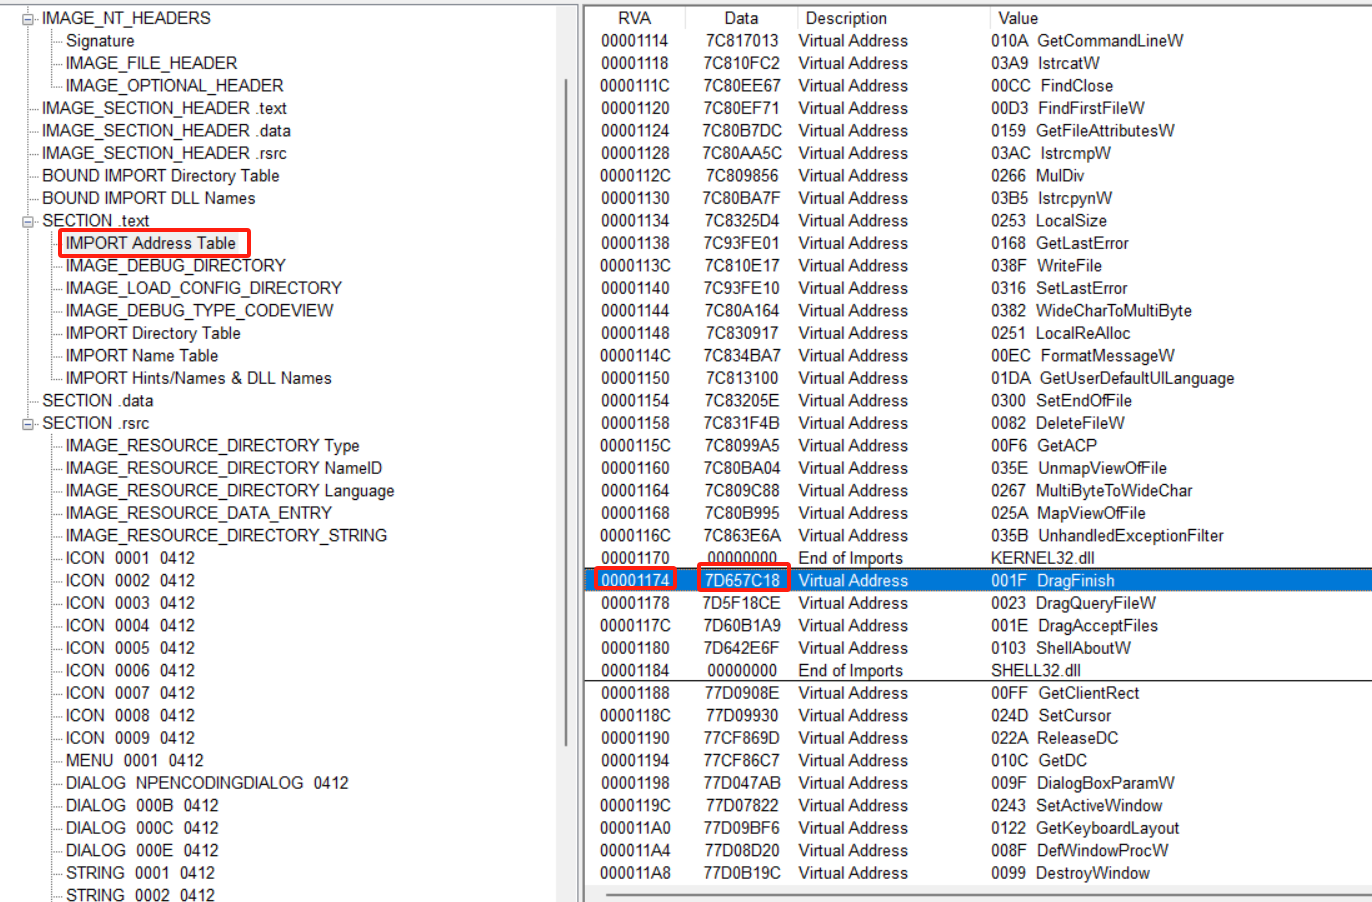 IMAGE_NT_HEADERS
Signature
IMAGE_FILE_HEADER
IMAGE_OPTIONAL_HEADER
IMAGE_SECTION_HEADER .text
IMAGE_SECTION_HEADER .data
IMAGE_SECTION_HEADER .rsrc
BOUND IMPORT Directory Table
BOUND IMPORT DLL Names
SECTION .text
IMPORT Address Table
IMAGE_DEBUG_DIRECTORY
IMAGE_LOAD_CONFIG_DIRECTORY
IMAGE_DEBUG_TYPE_CODEVIEW
IMPORT Directory Table
IMPORT Name Table
IMPORT Hints/Names & DLL Names
SECTION .data
SECTION .rsrc
IMAGE_RESOURCE_DIRECTORY Type
IMAGE_RESOURCE_DIRECTORY NameID
IMAGE_RESOURCE_DIRECTORY Language
IMAGE_RESOURCE_DATA_ENTRY
IMAGE_RESOURCE_DIRECTORY_STRING
ICON 0001 0412
ICON 0002 0412
ICON 0003 0412
ICON 0004 0412
ICON 0005 0412
ICON 0006 0412
ICON 0007 0412
ICON 0008 0412
ICON 0009 0412
MENU 0001 0412
DIALOG NPENCODINGDIALOG 0412
DIALOG 000B 0412
DIALOG 000C 0412
DIALOG 000E 0412
STRING 0001 0412
STRING 0002 0412
RVA Data Description Value
00001114 7C817013 Virtual Address 010A GetCommandLineW
00001118 7C810FC2 Virtual Address 03A9 lstrcatW
0000111C 7C80EE67 Virtual Address 00CC FindClose
00001120 7C80EF71 Virtual Address 00D3 FindFirstFileW
00001124 7C80B7DC Virtual Address 0159 GetFileAttributesW
00001128 7C80AA5C Virtual Address 03AC lstrcmpW
0000112C 7C809856 Virtual Address 0266 MulDiv
00001130 7C80BA7F Virtual Address 03B5 lstrcpynW
00001134 7C8325D4 Virtual Address 0253 LocalSize
00001138 7C93FE01 Virtual Address 0168 GetLastError
0000113C 7C810E17 Virtual Address 038F WriteFile
00001140 7C93FE10 Virtual Address 0316 SetLastError
00001144 7C80A164 Virtual Address 0382 WideCharToMultiByte
00001148 7C830917 Virtual Address 0251 LocalReAlloc
0000114C 7C834BA7 Virtual Address 00EC FormatMessageW
00001150 7C813100 Virtual Address 01DA GetUserDefaultUILanguage
00001154 7C83205E Virtual Address 0300 SetEndOfFile
00001158 7C831F4B Virtual Address 0082 DeleteFileW
0000115C 7C8099A5 Virtual Address 00F6 GetACP
00001160 7C80BA04 Virtual Address 035E UnmapViewOfFile
00001164 7C809C88 Virtual Address 0267 MultiByteToWideChar
00001168 7C80B995 Virtual Address 025A MapViewOfFile
0000116C 7C863E6A Virtual Address 035B UnhandledExceptionFilter
00001170 00000000 End of Imports KERNEL32.dll
00001174 7D657C18 Virtual Address 001F DragFinish
00001178 7D5F18CE Virtual Address 0023 DragQueryFileW
0000117C 7D60B1A9 Virtual Address 001E DragAcceptFiles
00001180 7D642E6F Virtual Address 0103 ShellAboutW
00001184 00000000 End of Imports SHELL32.dll
00001188 77D0908E Virtual Address 00FF GetClientRect
0000118C 77D09930 Virtual Address 024D SetCursor
00001190 77CF869D Virtual Address 022A ReleaseDC
00001194 77CF86C7 Virtual Address 010C GetDC
00001198 77D047AB Virtual Address 009F DialogBoxParamW
0000119C 77D07822 Virtual Address 0243 SetActiveWindow
000011A0 77D09BF6 Virtual Address 0122 GetKeyboardLayout
000011A4 77D08D20 Virtual Address 008F DefWindowProcW
000011A8 77D0B19C Virtual Address 0099 DestroyWindow